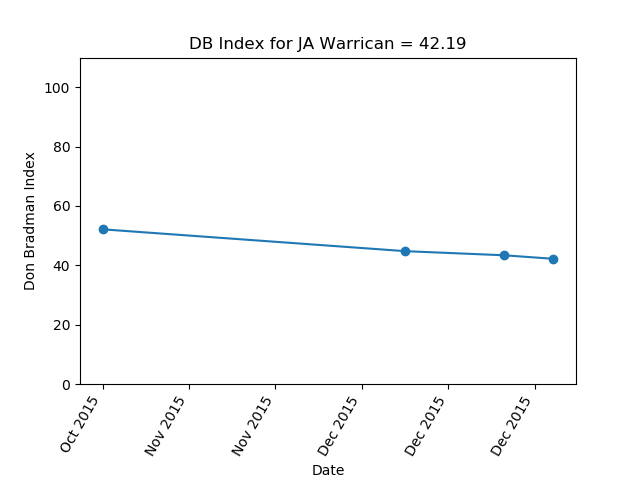 DB Index for JA Warrican = 42.19
Don Bradman Index
100
80
60
40
20
0
Oct 2015
Nov 2015
Nov 2015
Dec 2015
Dec 2015
Dec 2015
Date